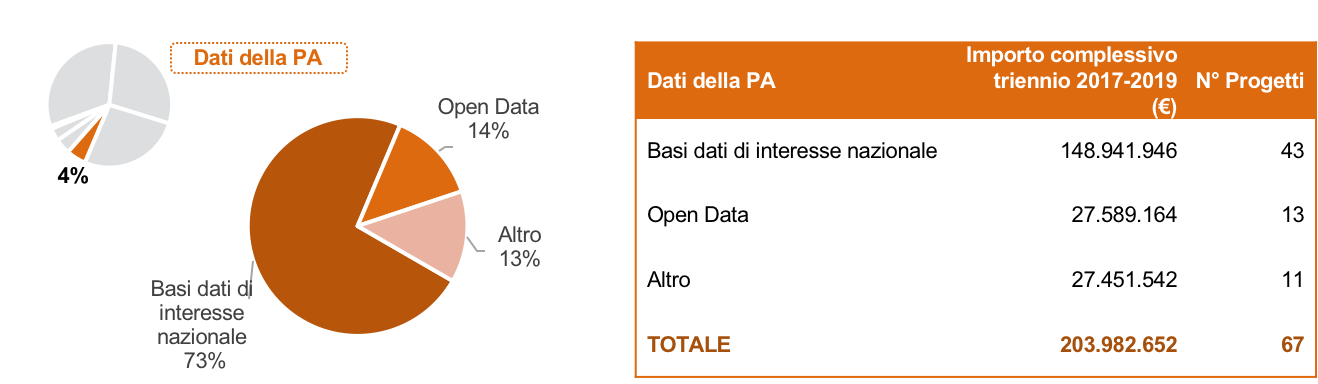 Dati della PA
4%
Open Data
14%
Altro
13%
Basi dati di
interesse
nazionale
73%
Importo complessivo
Dati della PA triennio 2017-2019 N° Progetti
(€)
Basi dati di interesse nazionale 148.941.946 43
Open Data 27.589.164 13
Altro 27.451.542 11
TOTALE 203.982.652 67